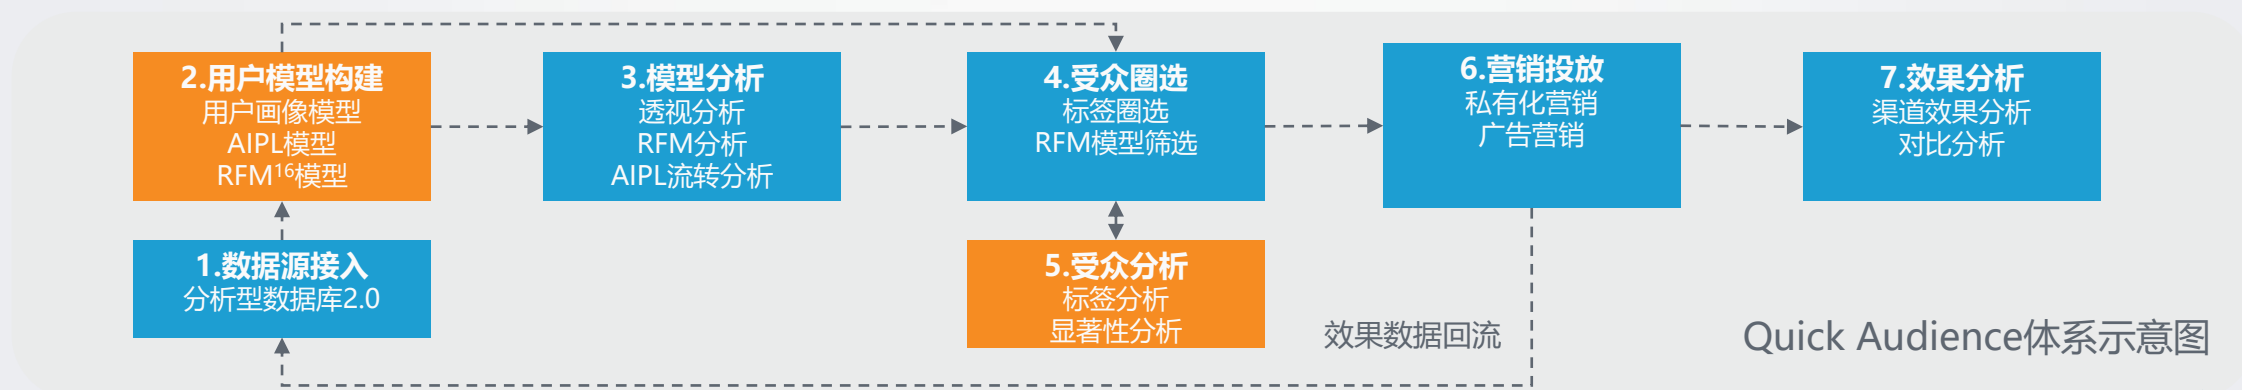 2.用户模型构建
用户画像模型
AIPL模型
RFM¹⁶模型
3.模型分析
透视分析
RFM分析
AIPL流转分析
4.受众圈选
标签圈选
RFM模型筛选
6.营销投放
私有化营销
广告营销
7.效果分析
渠道效果分析
对比分析
1.数据源接入
分析型数据库2.0
5.受众分析
标签分析
显著性分析
效果数据回流
Quick Audience体系示意图